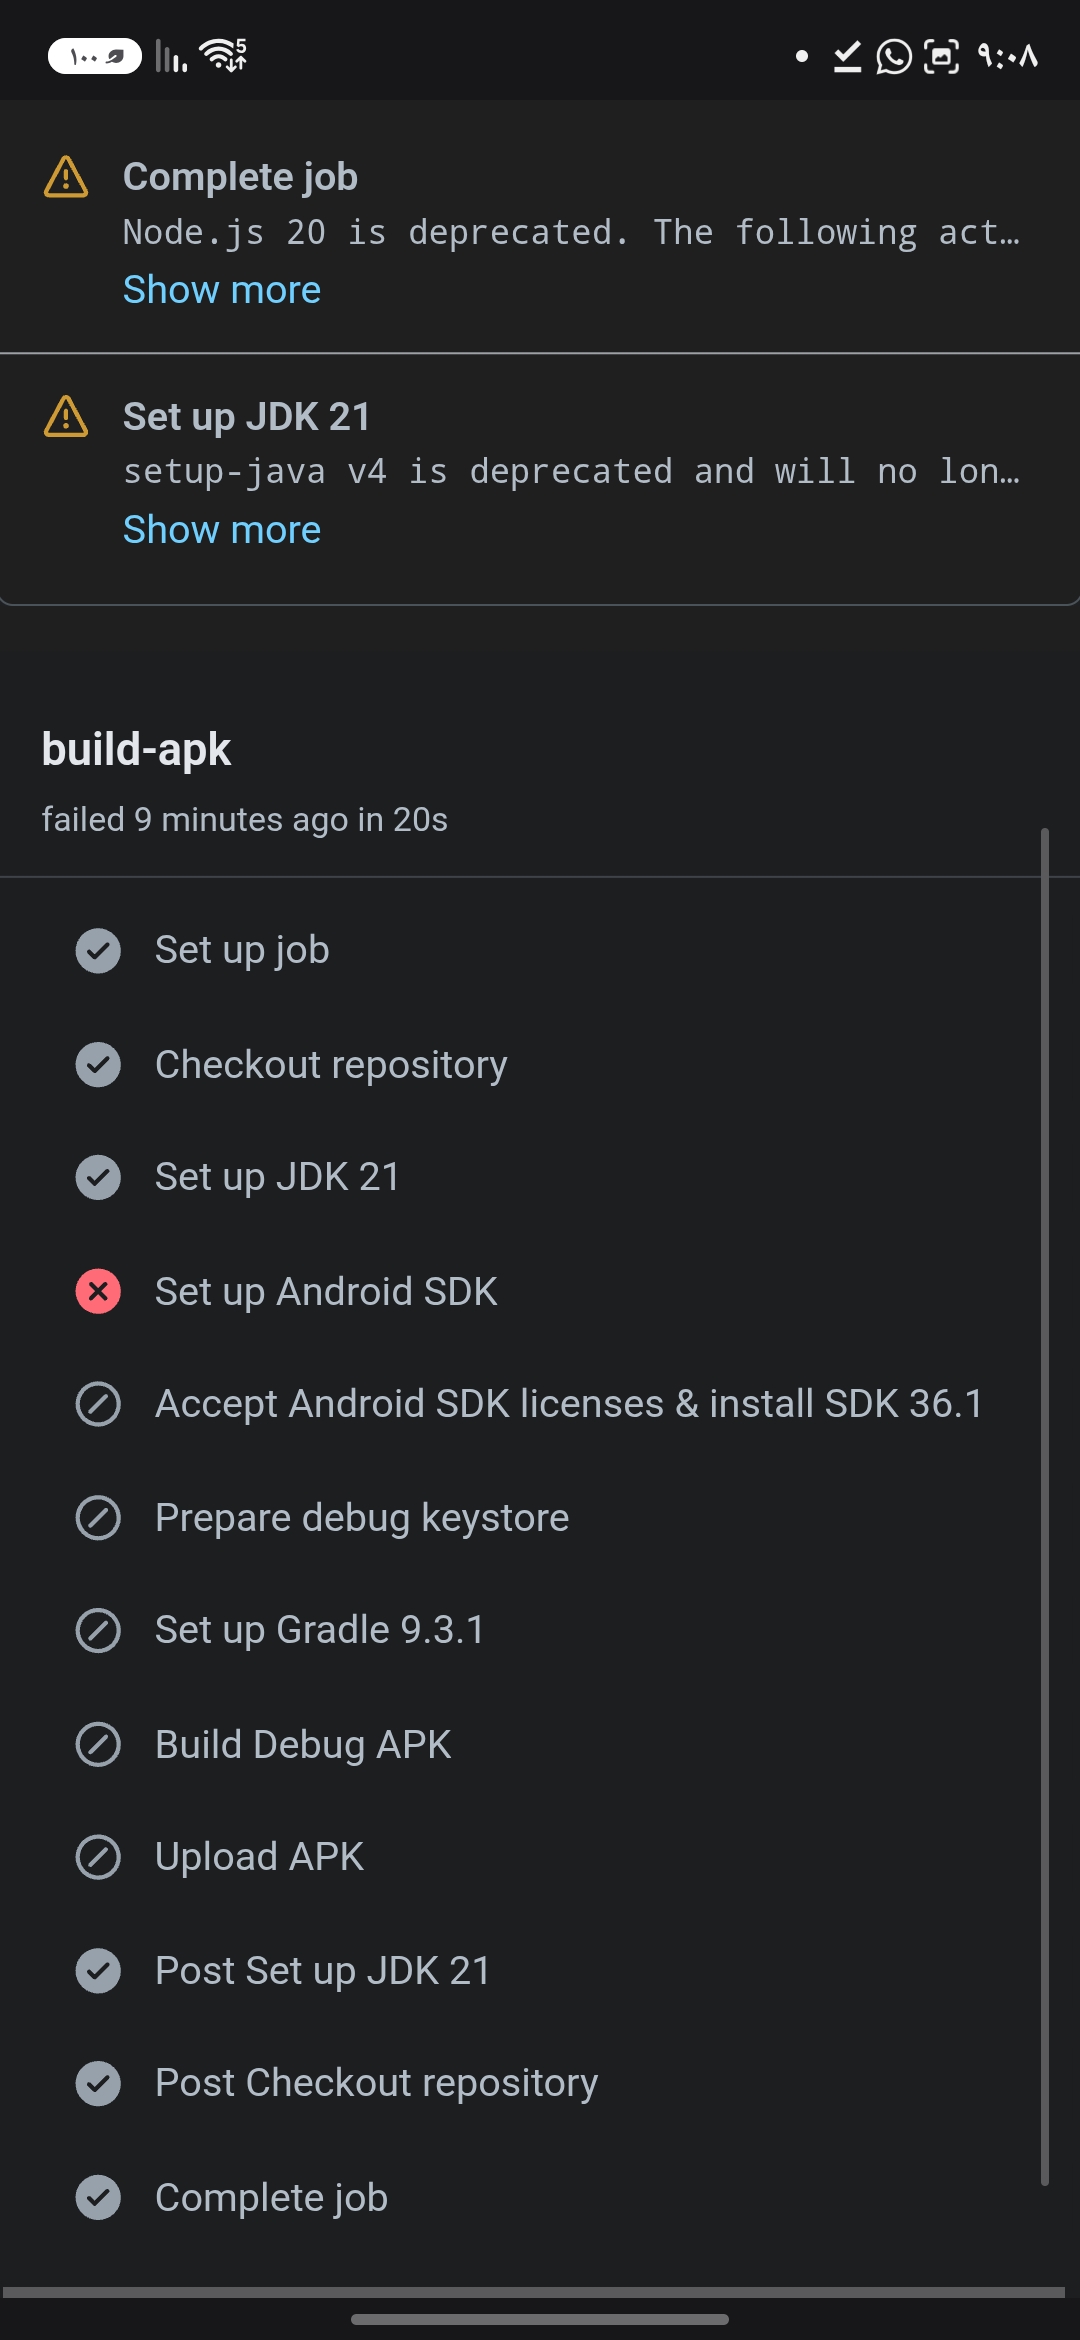 ١٠٠
5
٩:٠٨
Complete job
Node.js 20 is deprecated. The following act…
Show more
Set up JDK 21
setup-java v4 is deprecated and will no lon…
Show more
build-apk
failed 9 minutes ago in 20s
Set up job
Checkout repository
Set up JDK 21
Set up Android SDK
Accept Android SDK licenses & install SDK 36.1
Prepare debug keystore
Set up Gradle 9.3.1
Build Debug APK
Upload APK
Post Set up JDK 21
Post Checkout repository
Complete job